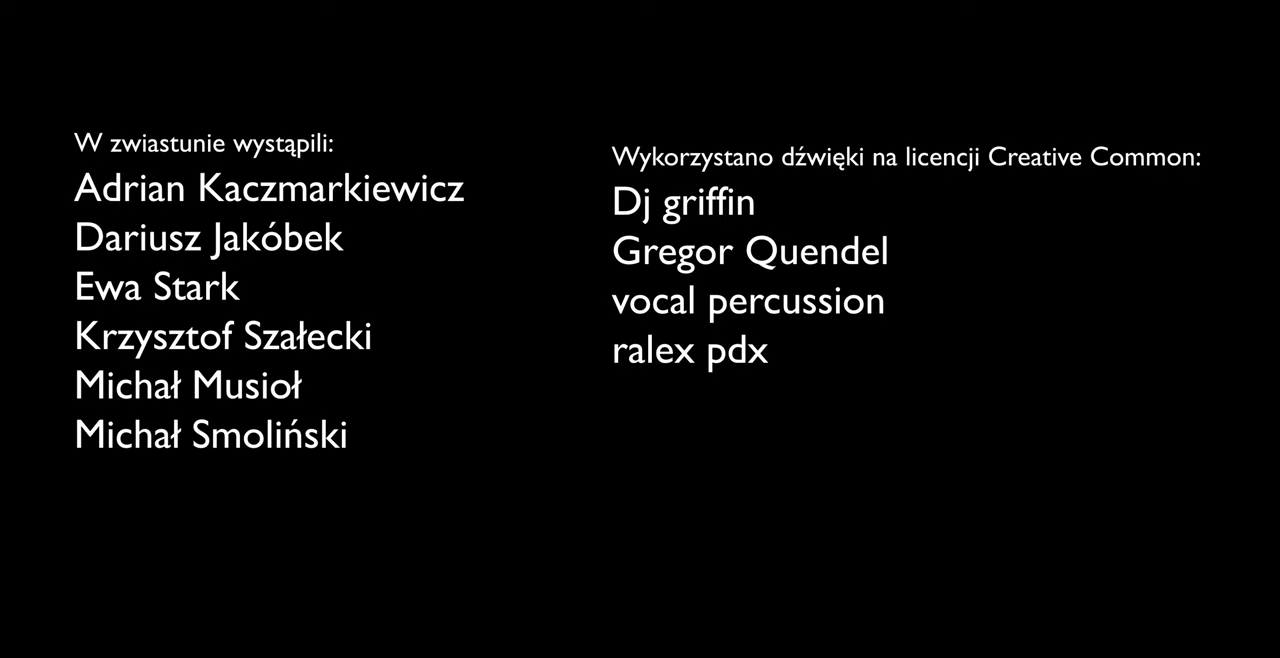 W zwiastunie wystąpili:
Adrian Kaczmarkiewicz
Dariusz Jakóbek
Ewa Stark
Krzysztof Szałecki
Michał Musioł
Michał Smoliński
Wykorzystano dźwięki na licencji Creative Common:
Dj griffin
Gregor Quendel
vocal percussion
ralex pdx